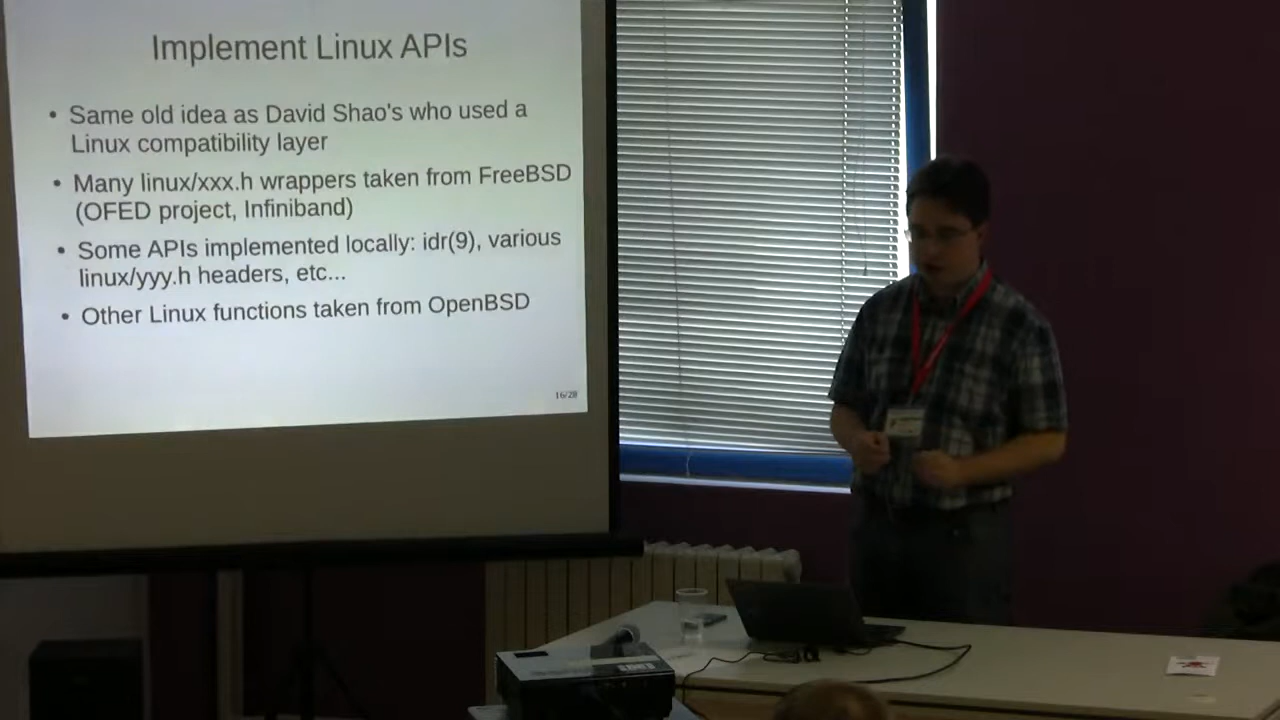 Implement Linux APIs
• Same old idea as David Shao's who used a
Linux compatibility layer
• Many linux/xxx.h wrappers taken from FreeBSD
(OFED project, Infiniband)
• Some APIs implemented locally: idr(9), various
linux/yyy.h headers, etc...
• Other Linux functions taken from OpenBSD
16/28